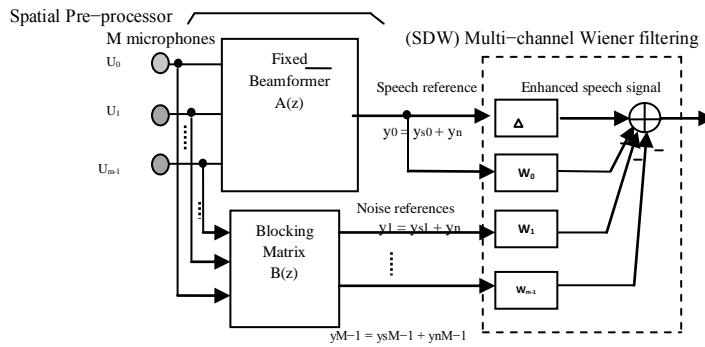 Spatial Pre−processor
M microphones
(SDW) Multi−channel Wiener filtering
U0
Fixed
Beamformer
A(z)
Speech reference
Enhanced speech signal
U1
Δ
y0 = ys0 + yn
Um-1
W0
Noise references
y1 = ys1 + yn
W1
Blocking
Matrix
B(z)
Wm-1
yM−1 = ysM−1 + ynM−1